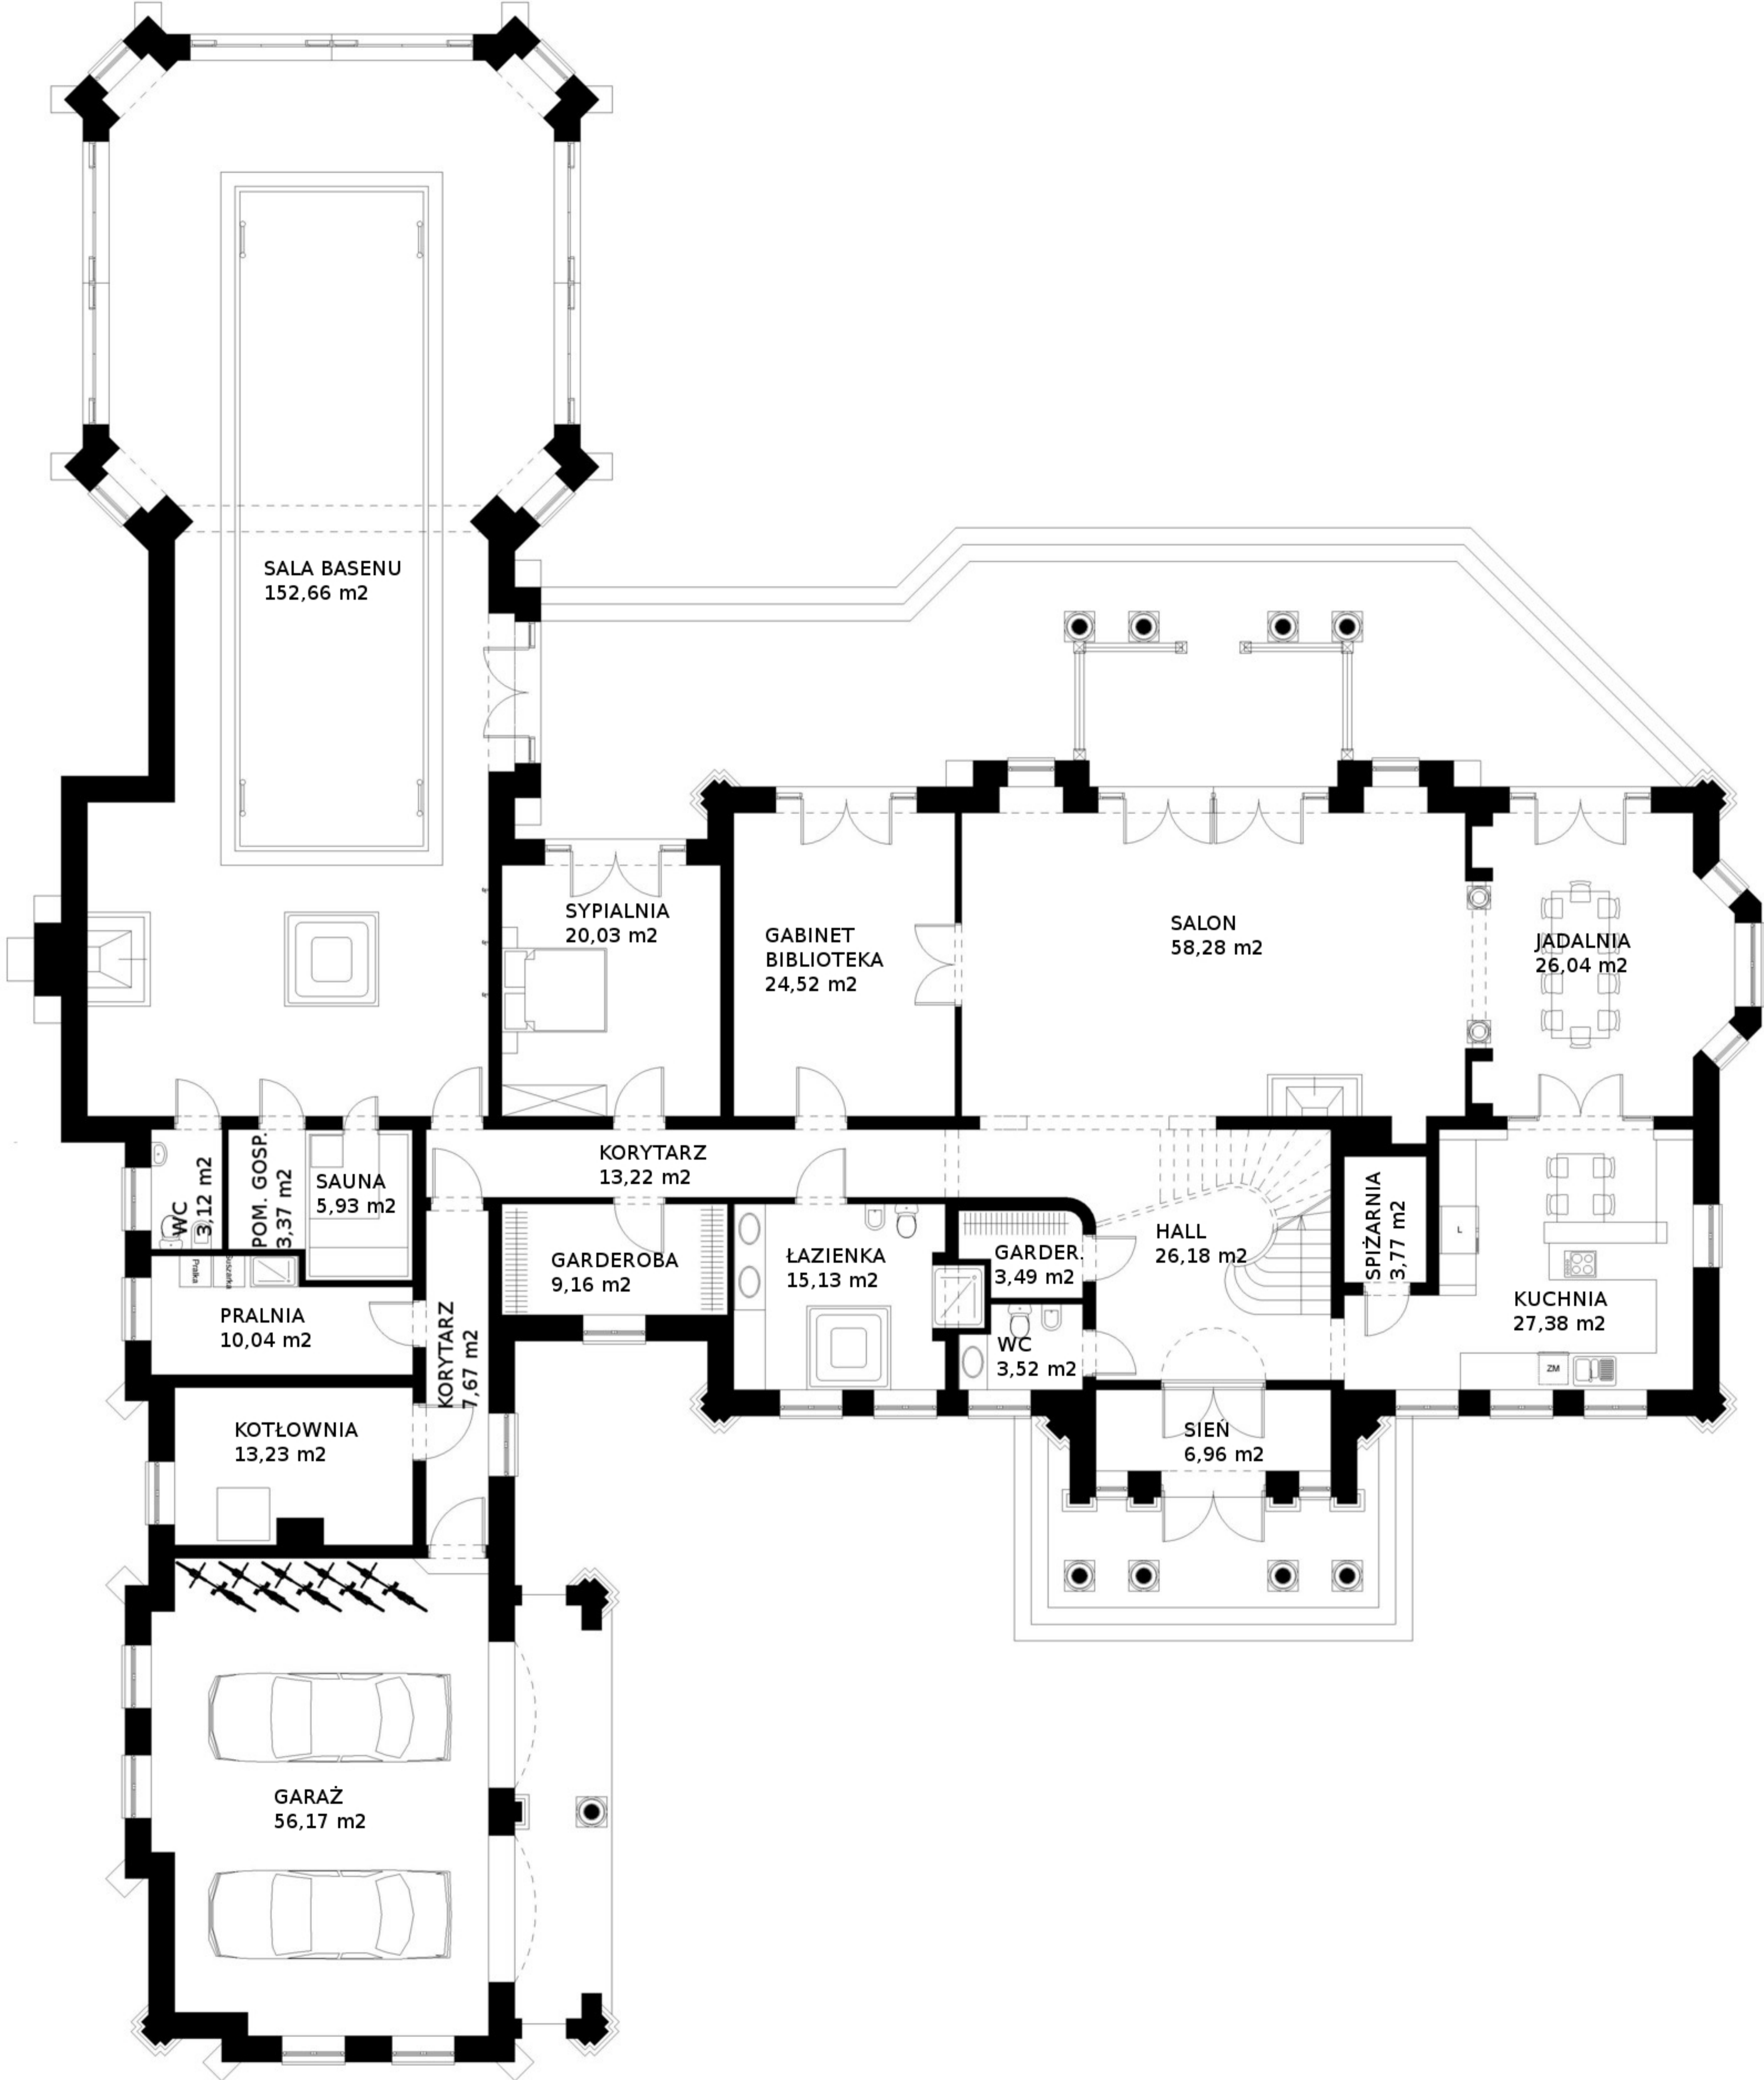 SALA BASENU
152,66 m2
SYPIALNIA
20,03 m2
GABINET
BIBLIOTEKA
24,52 m2
SALON
58,28 m2
JADALNIA
26,04 m2
WC
3,12 m2
POM. GOSP.
3,37 m2
SAUNA
5,93 m2
KORYTARZ
13,22 m2
GARDEROBA
9,16 m2
ŁAZIENKA
15,13 m2
GARDER.
3,49 m2
HALL
26,18 m2
SPIŻARNIA
3,77 m2
L
KUCHNIA
27,38 m2
ZM
Pralka
Suszarka
PRALNIA
10,04 m2
KORYTARZ
7,67 m2
WC
3,52 m2
KOTŁOWNIA
13,23 m2
SIEŃ
6,96 m2
GARAŻ
56,17 m2